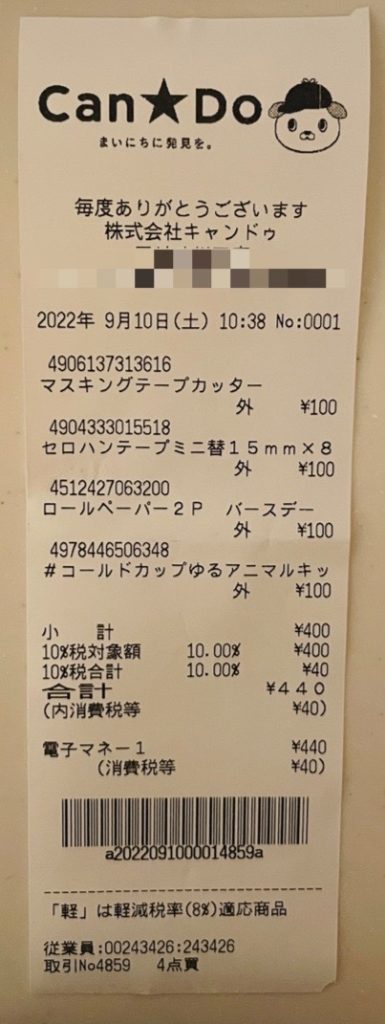 Can★Do
まいにちに発見を。
毎度ありがとうございます
株式会社キャンドゥ
2022年 9月10日(土) 10:38 No:0001
4906137313616
マスキングテープカッター
外 ¥100
4904333015518
セロハンテープミニ替15mm×8
外 ¥100
4512427063200
ロールペーパー2P バースデー
外 ¥100
4978446506348
#コールドカップゆるアニマルキッ
外 ¥100
小 計 ¥400
10%税対象額 10.00% ¥400
10%税合計 10.00% ¥40
合計 ¥440
(内消費税等 ¥40)
電子マネー1 ¥440
(消費税等 ¥40)
a2022091000014859a
「軽」は軽減税率(8%)適応商品
従業員:00243426:243426
取引No4859 4点買